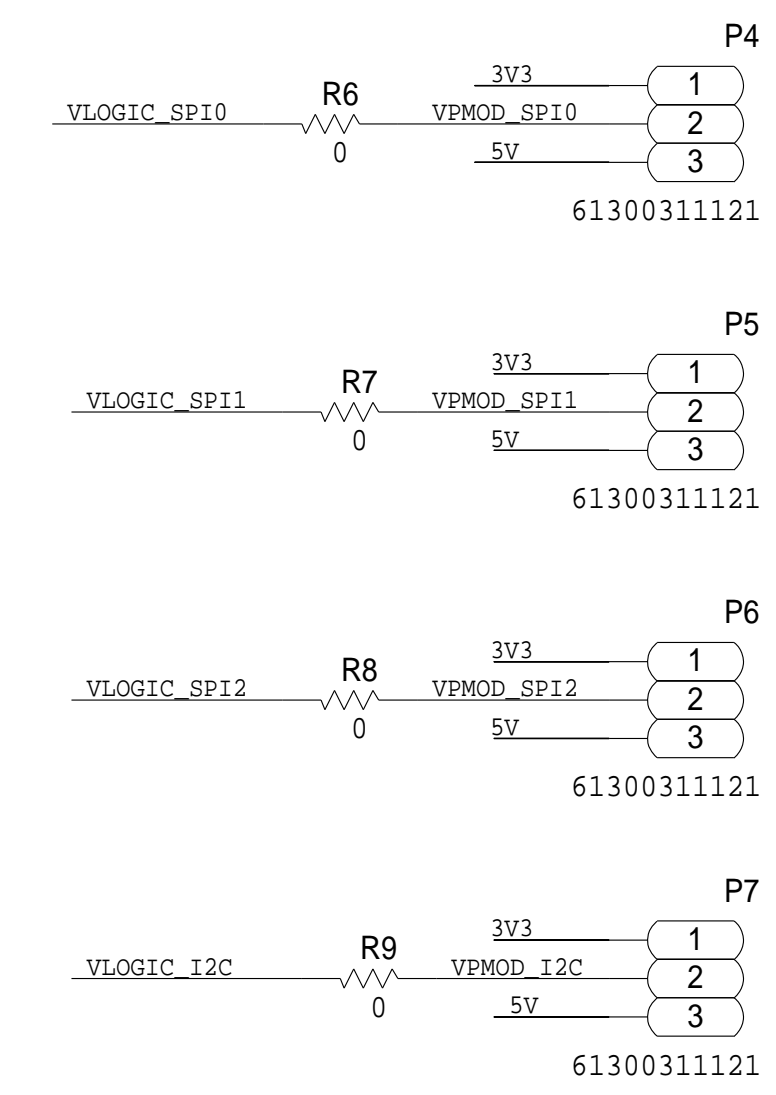 P4
3V3
1
R6
VLOGIC_SPI0
VPMOD_SPI0
2
0
5V
3
61300311121
P5
3V3
1
R7
VLOGIC_SPI1
VPMOD_SPI1
2
0
5V
3
61300311121
P6
3V3
1
R8
VLOGIC_SPI2
VPMOD_SPI2
2
0
5V
3
61300311121
P7
3V3
1
R9
VLOGIC_I2C
VPMOD_I2C
2
0
5V
3
61300311121